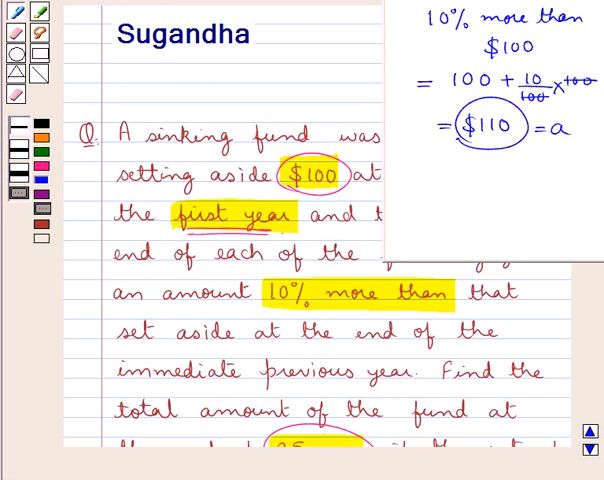 Sugandha
Q. A sinking fund was
setting aside $100 at
the first year and
end of each of the
an amount 10% more than that
set aside at the end of the
immediate previous year. Find the
total amount of the fund at
10% more than
$100
= 100 + 10/100 × 100
= $110 = a